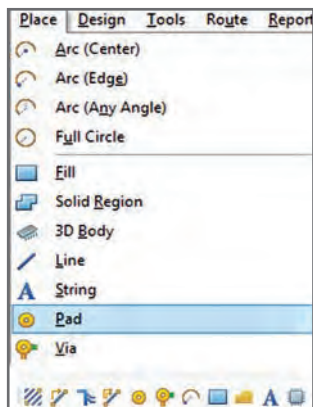 Place Design Tools Route Report
Arc (Center)
Arc (Edge)
Arc (Any Angle)
Full Circle
Fill
Solid Region
3D Body
Line
String
Pad
Via